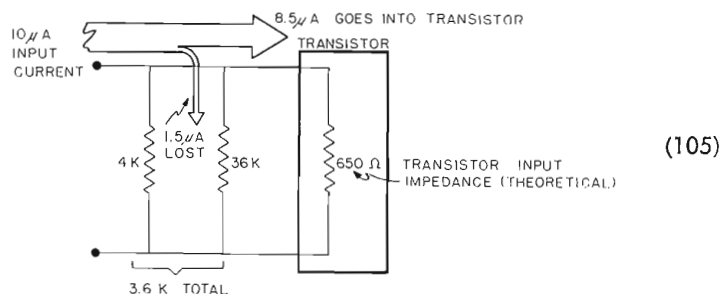 8.5μA GOES INTO TRANSISTOR
10μA
INPUT
CURRENT
TRANSISTOR
1.5μA
LOST
4K
36K
650 Ω
TRANSISTOR INPUT
IMPEDANCE (THEORETICAL)
(105)
3.6 K TOTAL